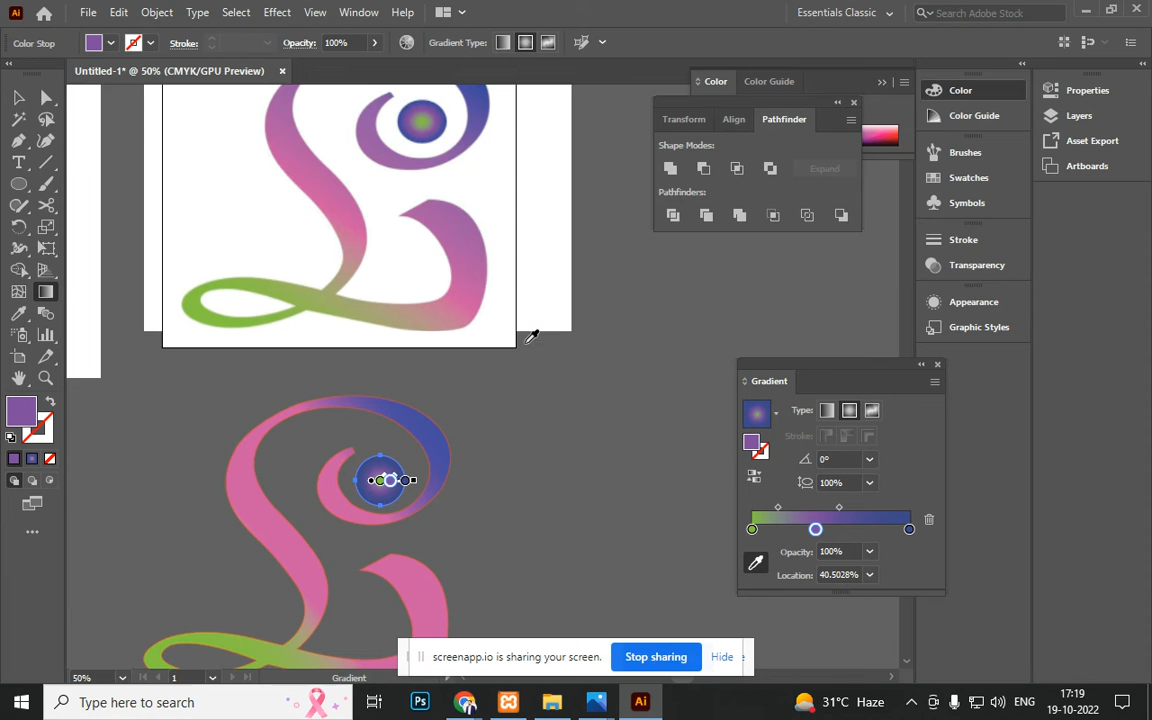 Ai File Edit Object Type Select Effect View Window Help Essentials Classic Search Adobe Stock
Color Stop Stroke: Opacity: 100% Gradient Type:
Untitled-1* @ 50% (CMYK/GPU Preview)
Color Color Guide
Transform Align Pathfinder
Shape Modes:
Expand
Pathfinders:
Color
Color Guide
Brushes
Swatches
Symbols
Stroke
Transparency
Appearance
Graphic Styles
Properties
Layers
Asset Export
Artboards
Gradient
Type:
Stroke:
0°
100%
Opacity: 100%
Location: 40.5028%
screenapp.io is sharing your screen. Stop sharing Hide
50% 1 Gradient
Type here to search Ps Ai 31°C Haze ENG 17:19
19-10-2022